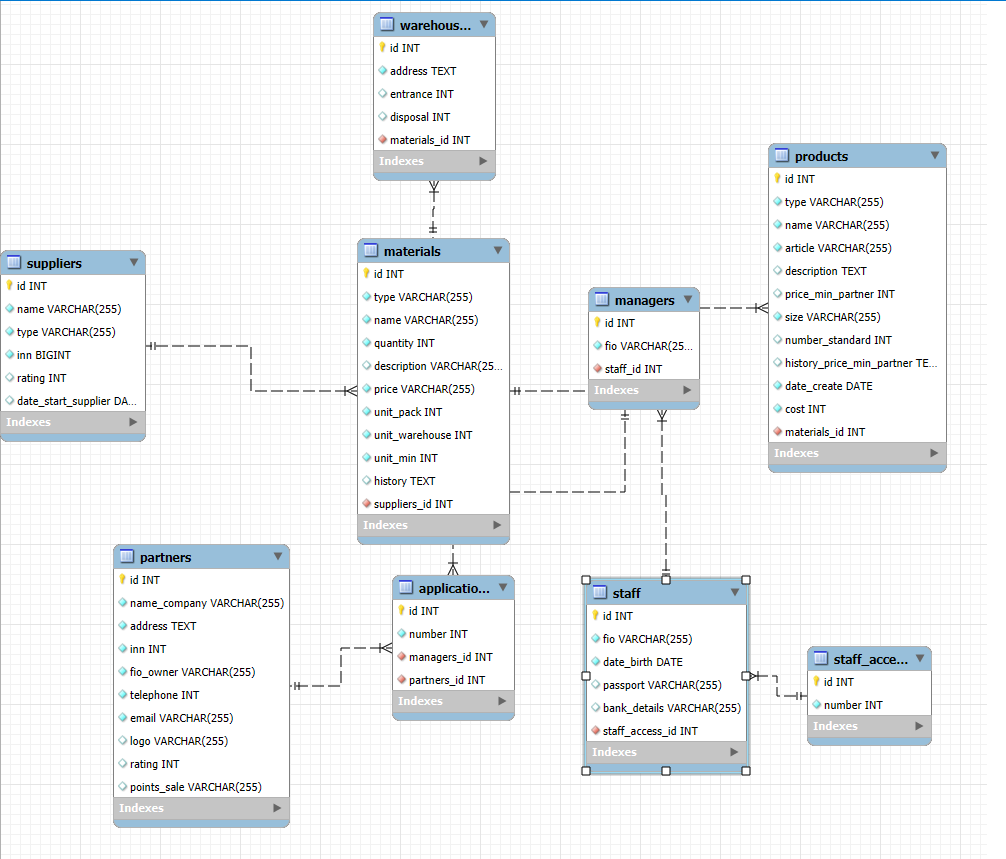 warehous...
id INT
address TEXT
entrance INT
disposal INT
materials_id INT
Indexes
products
id INT
type VARCHAR(255)
name VARCHAR(255)
article VARCHAR(255)
description TEXT
price_min_partner INT
size VARCHAR(255)
number_standard INT
history_price_min_partner TE...
date_create DATE
cost INT
materials_id INT
Indexes
suppliers
id INT
name VARCHAR(255)
type VARCHAR(255)
inn BIGINT
rating INT
date_start_supplier DA...
Indexes
materials
id INT
type VARCHAR(255)
name VARCHAR(255)
quantity INT
description VARCHAR(25...
price VARCHAR(255)
unit_pack INT
unit_warehouse INT
unit_min INT
history TEXT
suppliers_id INT
Indexes
managers
id INT
fio VARCHAR(25...
staff_id INT
Indexes
partners
id INT
name_company VARCHAR(255)
address TEXT
inn INT
fio_owner VARCHAR(255)
telephone INT
email VARCHAR(255)
logo VARCHAR(255)
rating INT
points_sale VARCHAR(255)
Indexes
applicatio...
id INT
number INT
managers_id INT
partners_id INT
Indexes
staff
id INT
fio VARCHAR(255)
date_birth DATE
passport VARCHAR(255)
bank_details VARCHAR(255)
staff_access_id INT
Indexes
staff_acce...
id INT
number INT
Indexes